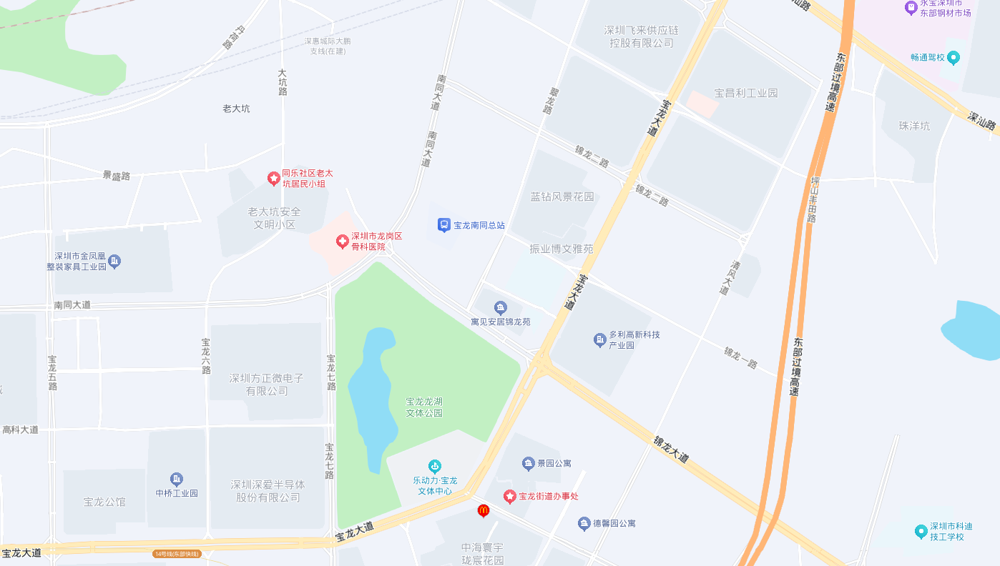 汕路
永宝深圳市
东部钢材市场
丹荷路
深圳飞来供应链
控股有限公司
深惠城际大鹏
支线(在建)
畅通驾校
东部过境高速
大坑路
南同大道
翠龙路
宝昌利工业园
宝龙大道
老大坑
深汕路
珠洋坑
南同大道
锦龙二路
景盛路
同乐社区老太
坑居民小组
坪山丰田路
蓝钻风景花园
锦龙二路
老大坑安全
文明小区
宝龙南同总站
深圳市龙岗区
骨科医院
振业博文雅苑
深圳市金凤凰
整装家具工业园
清风大道
宝龙大道
南同大道
寓见安居锦龙苑
多利高新科技
产业园
宝龙六路
宝龙五路
宝龙七路
锦龙一路
东部过境高速
深圳方正微电子
有限公司
宝龙龙湖
文体公园
高科大道
锦龙大道
宝龙七路
景园公寓
乐动力·宝龙
文体中心
中桥工业园
深圳深爱半导体
股份有限公司
宝龙街道办事处
宝龙公馆
德馨园公寓
宝龙大道
深圳市科迪
技工学校
宝龙大道
14号线(东部快线)
中海寰宇
珑宸花园